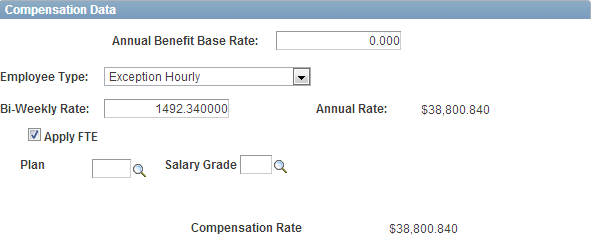 Compensation Data
Annual Benefit Base Rate: 0.000
Employee Type: Exception Hourly
Bi-Weekly Rate: 1492.340000 Annual Rate: $38,800.840
Apply FTE
Plan Salary Grade
Compensation Rate $38,800.840